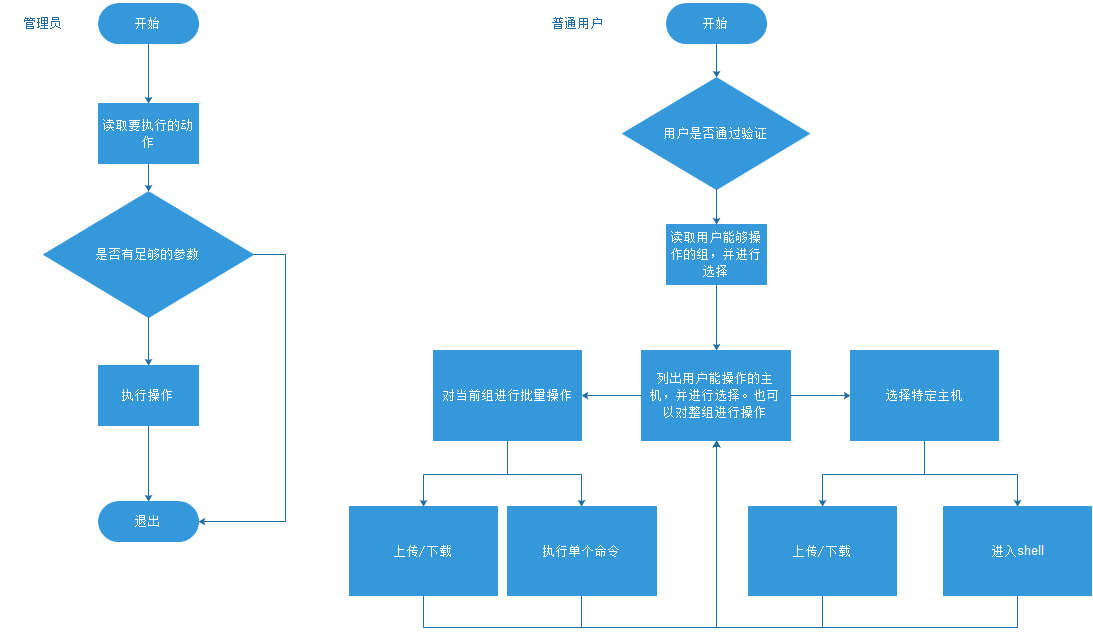 管理员
开始
读取要执行的动
作
是否有足够的参数
执行操作
退出
普通用户
开始
用户是否通过验证
读取用户能够操
作的组，并进行
选择
对当前组进行批量操作
列出用户能操作的主
机，并进行选择。也可
以对整组进行操作
选择特定主机
上传/下载
执行单个命令
上传/下载
进入shell